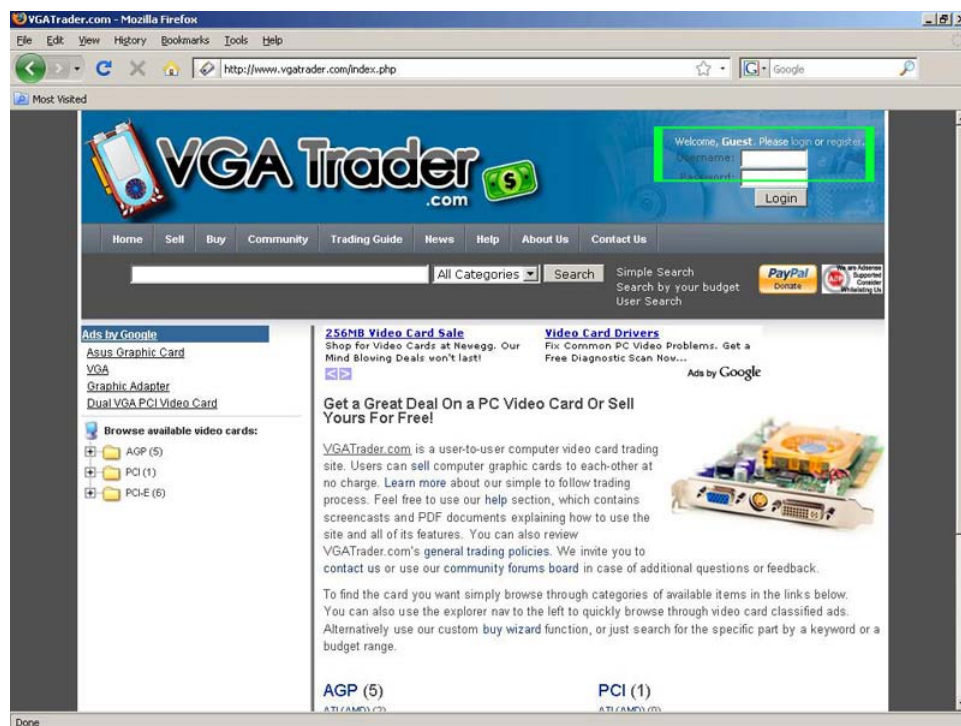 VGATrader.com - Mozilla Firefox
File Edit View History Bookmarks Tools Help
http://www.vgatrader.com/index.php
Google
Most Visited
VGA Trader
.com
Welcome, Guest. Please login or register.
Username:
Password:
Login
Home Sell Buy Community Trading Guide News Help About Us Contact Us
All Categories Search
Simple Search
Search by your budget
User Search
PayPal
Donate
We are Adsense
Supported
Consider
Whitelisting Us
Ads by Google
Asus Graphic Card
VGA
Graphic Adapter
Dual VGA PCI Video Card
Browse available video cards:
AGP (5)
PCI (1)
PCI-E (6)
256MB Video Card Sale
Shop for Video Cards at Newegg. Our
Mind Blowing Deals won't last!
Video Card Drivers
Fix Common PC Video Problems. Get a
Free Diagnostic Scan Now...
Ads by Google
Get a Great Deal On a PC Video Card Or Sell
Yours For Free!
VGATrader.com is a user-to-user computer video card trading
site. Users can sell computer graphic cards to each-other at
no charge. Learn more about our simple to follow trading
process. Feel free to use our help section, which contains
screencasts and PDF documents explaining how to use the
site and all of its features. You can also review
VGATrader.com's general trading policies. We invite you to
contact us or use our community forums board in case of additional questions or feedback.
To find the card you want simply browse through categories of available items in the links below.
You can also use the explorer nav to the left to quickly browse through video card classified ads.
Alternatively use our custom buy wizard function, or just search for the specific part by a keyword or a
budget range.
AGP (5)
PCI (1)
ATI (AMD) (2)
ATI (AMD) (0)
Done